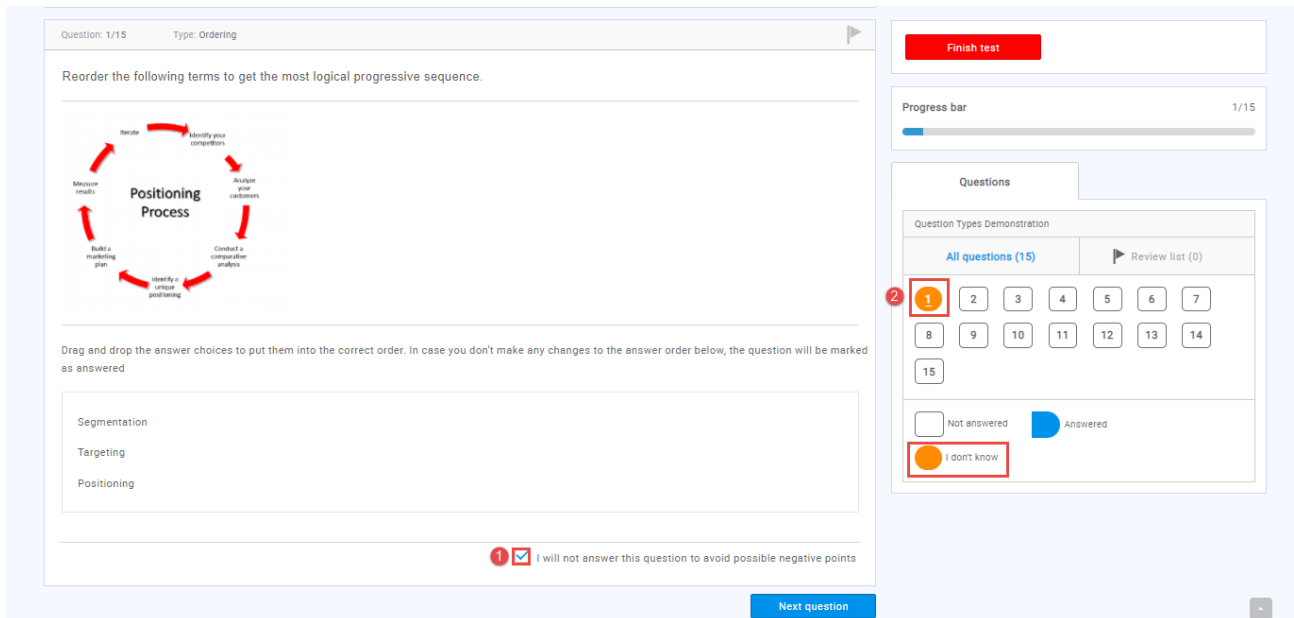 Question: 1/15 Type: Ordering
Reorder the following terms to get the most logical progressive sequence.
Iterate
Identify your
competitors
Analyze
your
customers
Conduct a
comparative
analysis
Identify a
unique
positioning
Build a
marketing
plan
Measure
results
Positioning
Process
Drag and drop the answer choices to put them into the correct order. In case you don't make any changes to the answer order below, the question will be marked
as answered
Segmentation
Targeting
Positioning
1 I will not answer this question to avoid possible negative points
Next question
Finish test
Progress bar 1/15
Questions
Question Types Demonstration
All questions (15) Review list (0)
2 1 2 3 4 5 6 7
8 9 10 11 12 13 14
15
Not answered Answered
I don't know